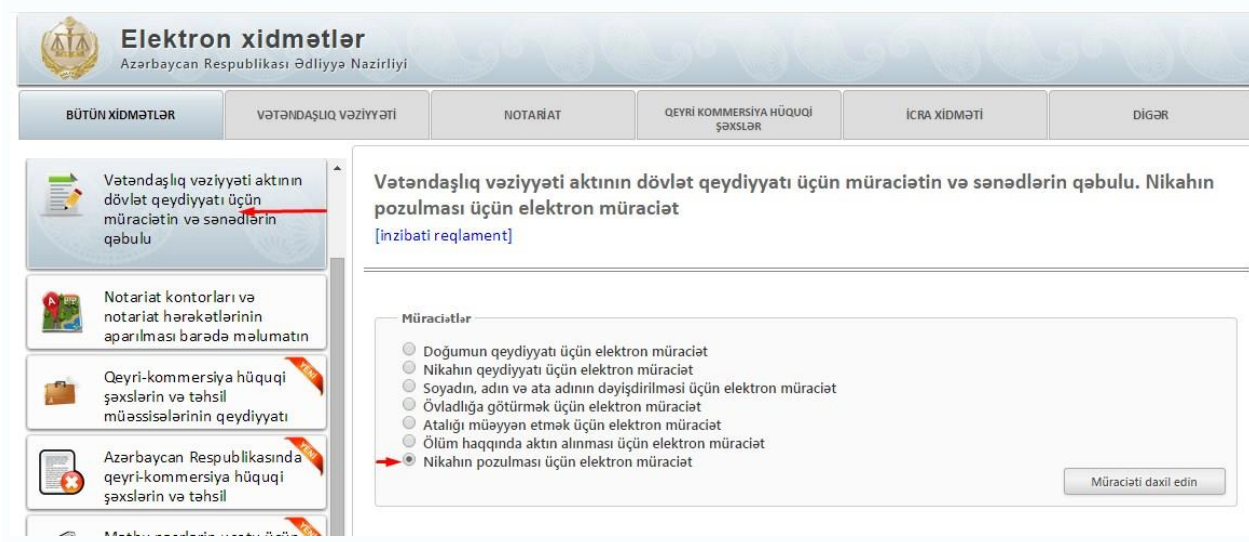 Elektron xidmətlər
Azərbaycan Respublikası Ədliyyə Nazirliyi
BÜTÜN XİDMƏTLƏR
VƏTƏNDAŞLIQ VƏZİYYƏTİ
NOTARİAT
QEYRİ KOMMERSİYA HÜQUQİ
ŞƏXSLƏR
İCRA XİDMƏTİ
DİGƏR
Vətəndaşlıq vəziyyəti aktının
dövlət qeydiyyatı üçün
müraciətin və sənədlərin
qəbulu
Notariat kontorları və
notariat hərəkətlərinin
aparılması barədə məlumatın
YENİ
Qeyri-kommersiya hüquqi
şəxslərin və təhsil
müəssisələrinin qeydiyyatı
YENİ
Azərbaycan Respublikasında
qeyri-kommersiya hüquqi
şəxslərin və təhsil
Vətəndaşlıq vəziyyəti aktının dövlət qeydiyyatı üçün müraciətin və sənədlərin qəbulu. Nikahın
pozulması üçün elektron müraciət
[inzibati reqlament]
Müraciətlər
Doğumun qeydiyyatı üçün elektron müraciət
Nikahın qeydiyyatı üçün elektron müraciət
Soyadın, adın və ata adının dəyişdirilməsi üçün elektron müraciət
Övladlığa götürmək üçün elektron müraciət
Atalığı müəyyən etmək üçün elektron müraciət
Ölüm haqqında aktın alınması üçün elektron müraciət
Nikahın pozulması üçün elektron müraciət
Müraciəti daxil edin